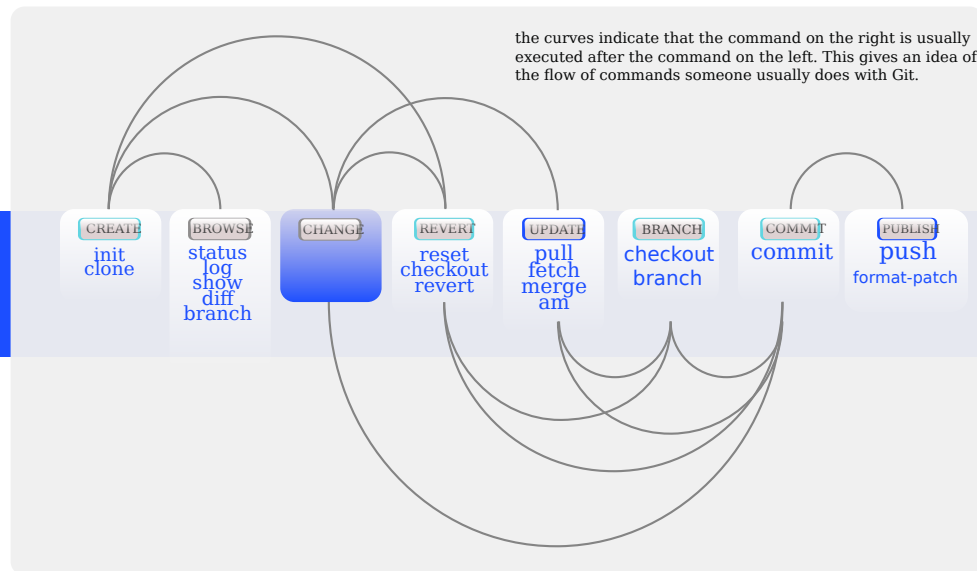 the curves indicate that the command on the right is usually
executed after the command on the left. This gives an idea of
the flow of commands someone usually does with Git.
CREATE
init
clone
BROWSE
status
log
show
diff
branch
CHANGE
REVERT
reset
checkout
revert
UPDATE
pull
fetch
merge
am
BRANCH
checkout
branch
COMMIT
commit
PUBLISH
push
format-patch